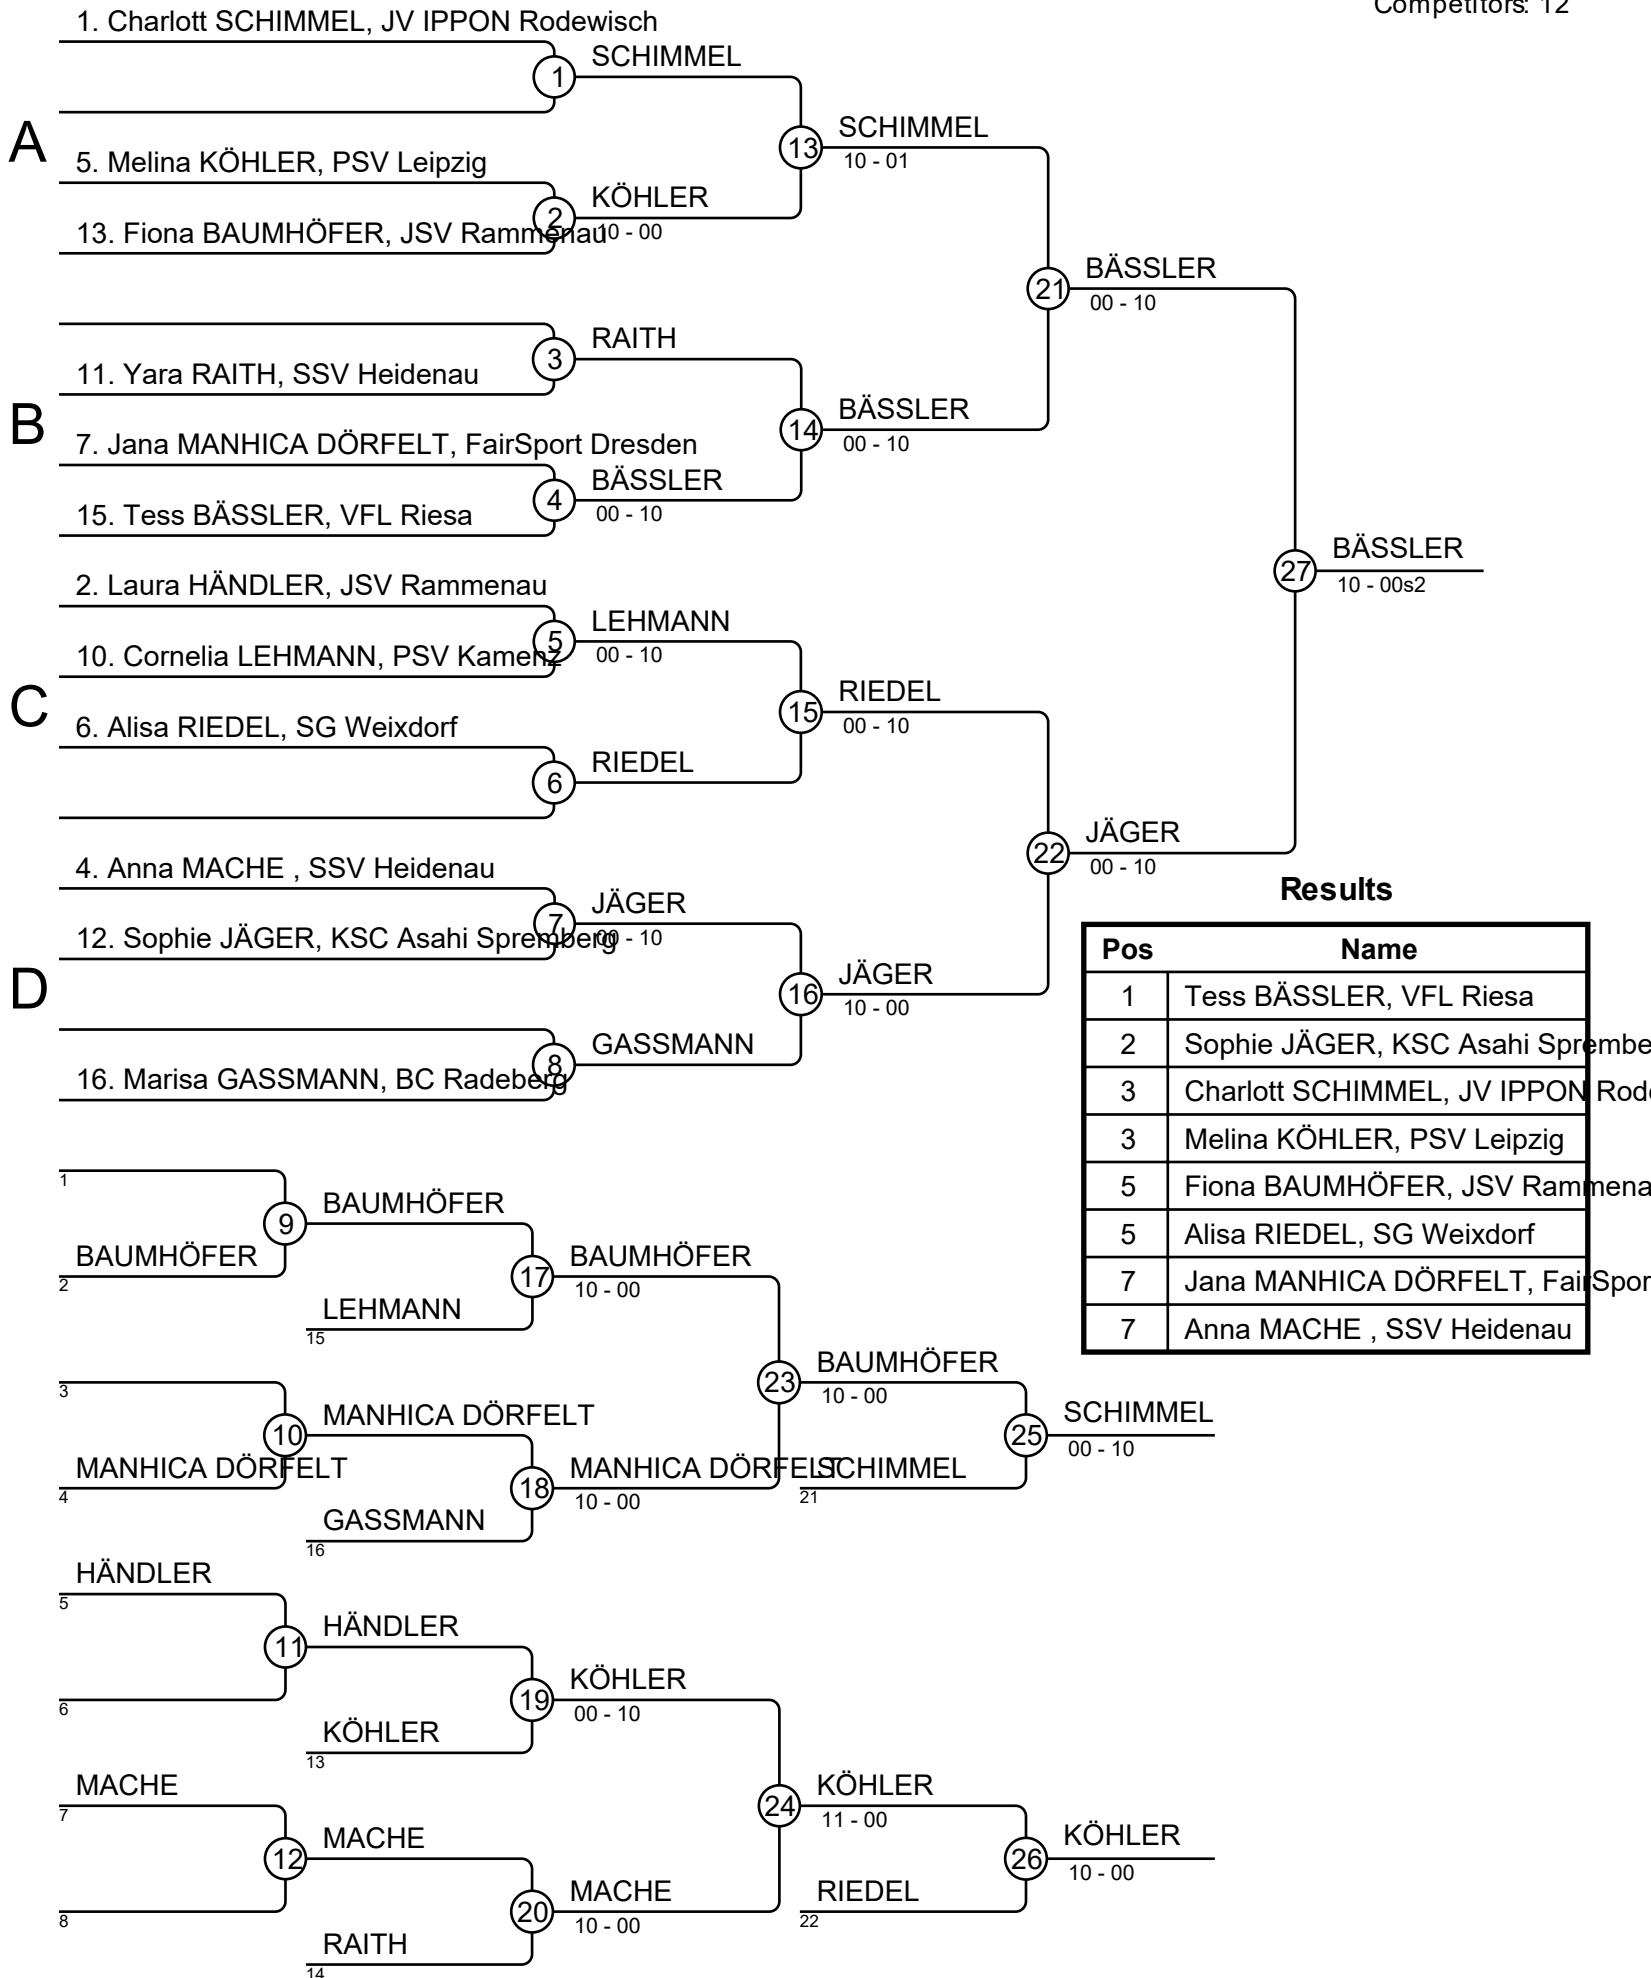 Competitors: 12
1. Charlott SCHIMMEL, JV IPPON Rodewisch
SCHIMMEL
1
A
SCHIMMEL
13
10 - 01
5. Melina KÖHLER, PSV Leipzig
KÖHLER
2
10 - 00
13. Fiona BAUMHÖFER, JSV Rammenau
BÄSSLER
21
00 - 10
RAITH
3
11. Yara RAITH, SSV Heidenau
B
BÄSSLER
14
00 - 10
7. Jana MANHICA DÖRFELT, FairSport Dresden
BÄSSLER
4
00 - 10
15. Tess BÄSSLER, VFL Riesa
BÄSSLER
27
10 - 00s2
2. Laura HÄNDLER, JSV Rammenau
LEHMANN
5
00 - 10
10. Cornelia LEHMANN, PSV Kamenz
C
RIEDEL
15
00 - 10
6. Alisa RIEDEL, SG Weixdorf
RIEDEL
6
JÄGER
22
00 - 10
4. Anna MACHE , SSV Heidenau
JÄGER
7
00 - 10
12. Sophie JÄGER, KSC Asahi Spremberg
D
JÄGER
16
10 - 00
GASSMANN
8
16. Marisa GASSMANN, BC Radeberg
Results
Pos Name
1 Tess BÄSSLER, VFL Riesa
2 Sophie JÄGER, KSC Asahi Sprembe
3 Charlott SCHIMMEL, JV IPPON Rod
3 Melina KÖHLER, PSV Leipzig
5 Fiona BAUMHÖFER, JSV Rammena
5 Alisa RIEDEL, SG Weixdorf
7 Jana MANHICA DÖRFELT, FairSpor
7 Anna MACHE , SSV Heidenau
1
BAUMHÖFER
9
BAUMHÖFER
2
BAUMHÖFER
17
10 - 00
LEHMANN
15
BAUMHÖFER
23
10 - 00
3
MANHICA DÖRFELT
10
MANHICA DÖRFELT
4
MANHICA DÖRFELT
18
10 - 00
GASSMANN
16
SCHIMMEL
21
SCHIMMEL
25
00 - 10
HÄNDLER
5
HÄNDLER
11
6
KÖHLER
19
00 - 10
KÖHLER
13
MACHE
7
KÖHLER
24
11 - 00
MACHE
12
8
MACHE
20
10 - 00
RAITH
14
RIEDEL
22
KÖHLER
26
10 - 00